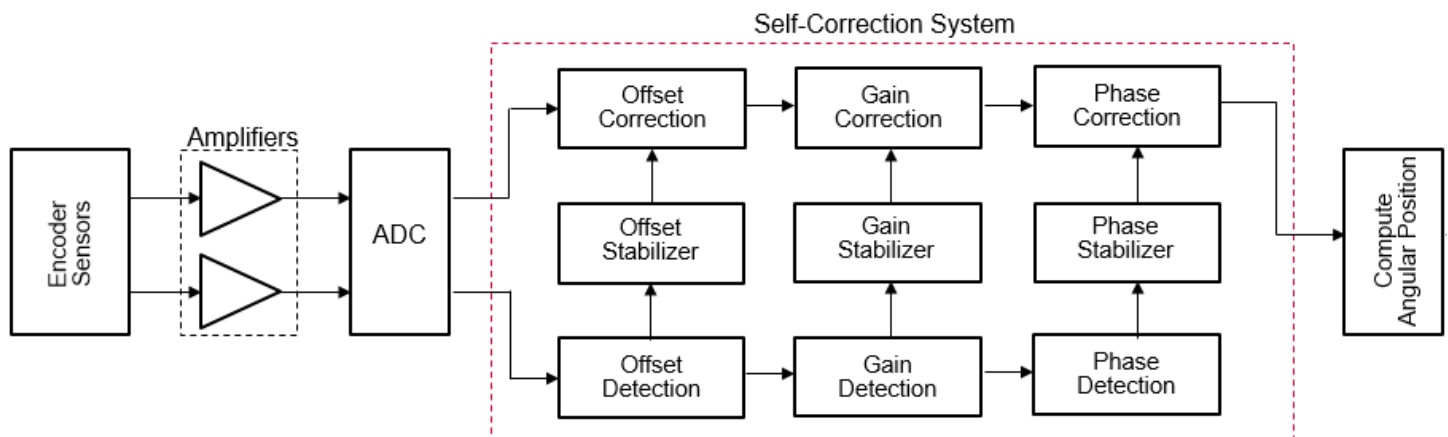 Self-Correction System
Amplifiers
Encoder
Sensors
ADC
Offset
Correction
Gain
Correction
Phase
Correction
Offset
Stabilizer
Gain
Stabilizer
Phase
Stabilizer
Offset
Detection
Gain
Detection
Phase
Detection
Compute
Angular Position